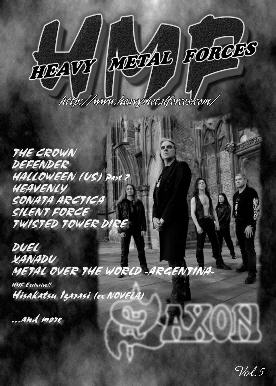 HMF
HEAVY METAL FORCES
http://www.heavymetalforces.com/
THE CROWN
DEFENDER
HALLOWEEN (US) Part 2
HEAVENLY
SONATA ARCTICA
SILENT FORCE
TWISTED TOWER DIRE
DUEL
XANADU
METAL OVER THE WORLD -ARGENTINA-
HMF Exclusive!!
Hisakatsu Igarasi (ex NOVELA)
...and more
SAXON
Vol.5